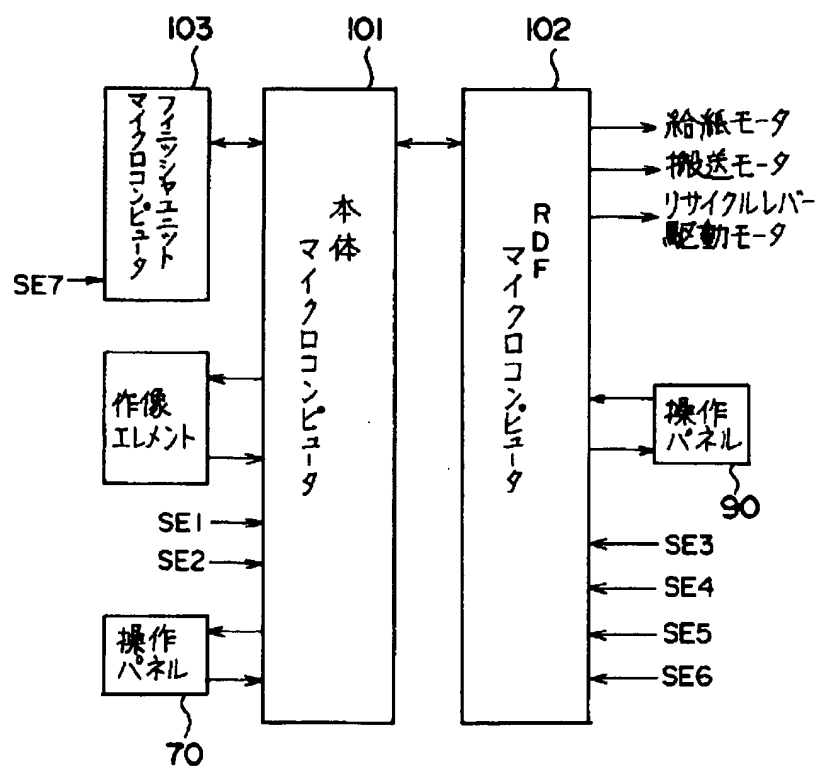 103
101
102
フィニッシャユニット
マイクロコンピュータ
SE7
本体
マイクロコンピュータ
RDF
マイクロコンピュータ
給紙モータ
搬送モータ
リサイクルレバー
駆動モータ
作像
エレメント
操作
パネル
90
SE1
SE2
SE3
SE4
SE5
SE6
操作
パネル
70